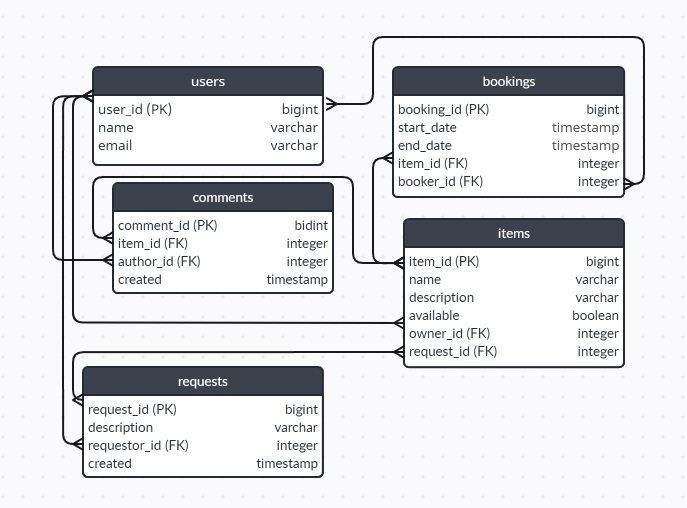 users
user_id (PK) bigint
name varchar
email varchar
bookings
booking_id (PK) bigint
start_date timestamp
end_date timestamp
item_id (FK) integer
booker_id (FK) integer
comments
comment_id (PK) bidint
item_id (FK) integer
author_id (FK) integer
created timestamp
items
item_id (PK) bigint
name varchar
description varchar
available boolean
owner_id (FK) integer
request_id (FK) integer
requests
request_id (PK) bigint
description varchar
requestor_id (FK) integer
created timestamp